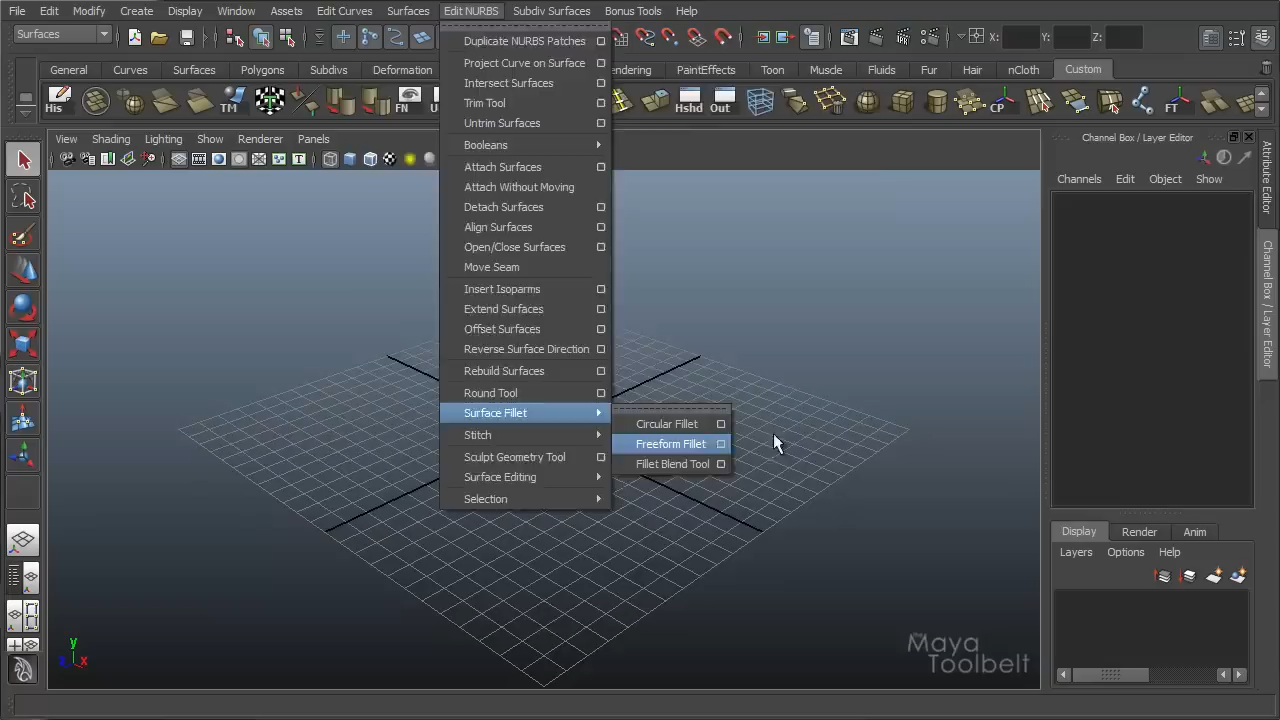 File Edit Modify Create Display Window Assets Edit Curves Surfaces Edit NURBS Subdiv Surfaces Bonus Tools Help
Surfaces
X: Y: Z:
General Curves Surfaces Polygons Subdivs Deformation
PaintEffects Toon Muscle Fluids Fur Hair nCloth Custom
His TM FN Hshd Out CP FT
View Shading Lighting Show Renderer Panels
Duplicate NURBS Patches
Project Curve on Surface
Intersect Surfaces
Trim Tool
Untrim Surfaces
Booleans
Attach Surfaces
Attach Without Moving
Detach Surfaces
Align Surfaces
Open/Close Surfaces
Move Seam
Insert Isoparms
Extend Surfaces
Offset Surfaces
Reverse Surface Direction
Rebuild Surfaces
Round Tool
Surface Fillet
Stitch
Sculpt Geometry Tool
Surface Editing
Selection
Circular Fillet
Freeform Fillet
Fillet Blend Tool
Channel Box / Layer Editor
Channels Edit Object Show
Attribute Editor
Channel Box / Layer Editor
Display Render Anim
Layers Options Help
y
z x
The
Maya
Toolbelt